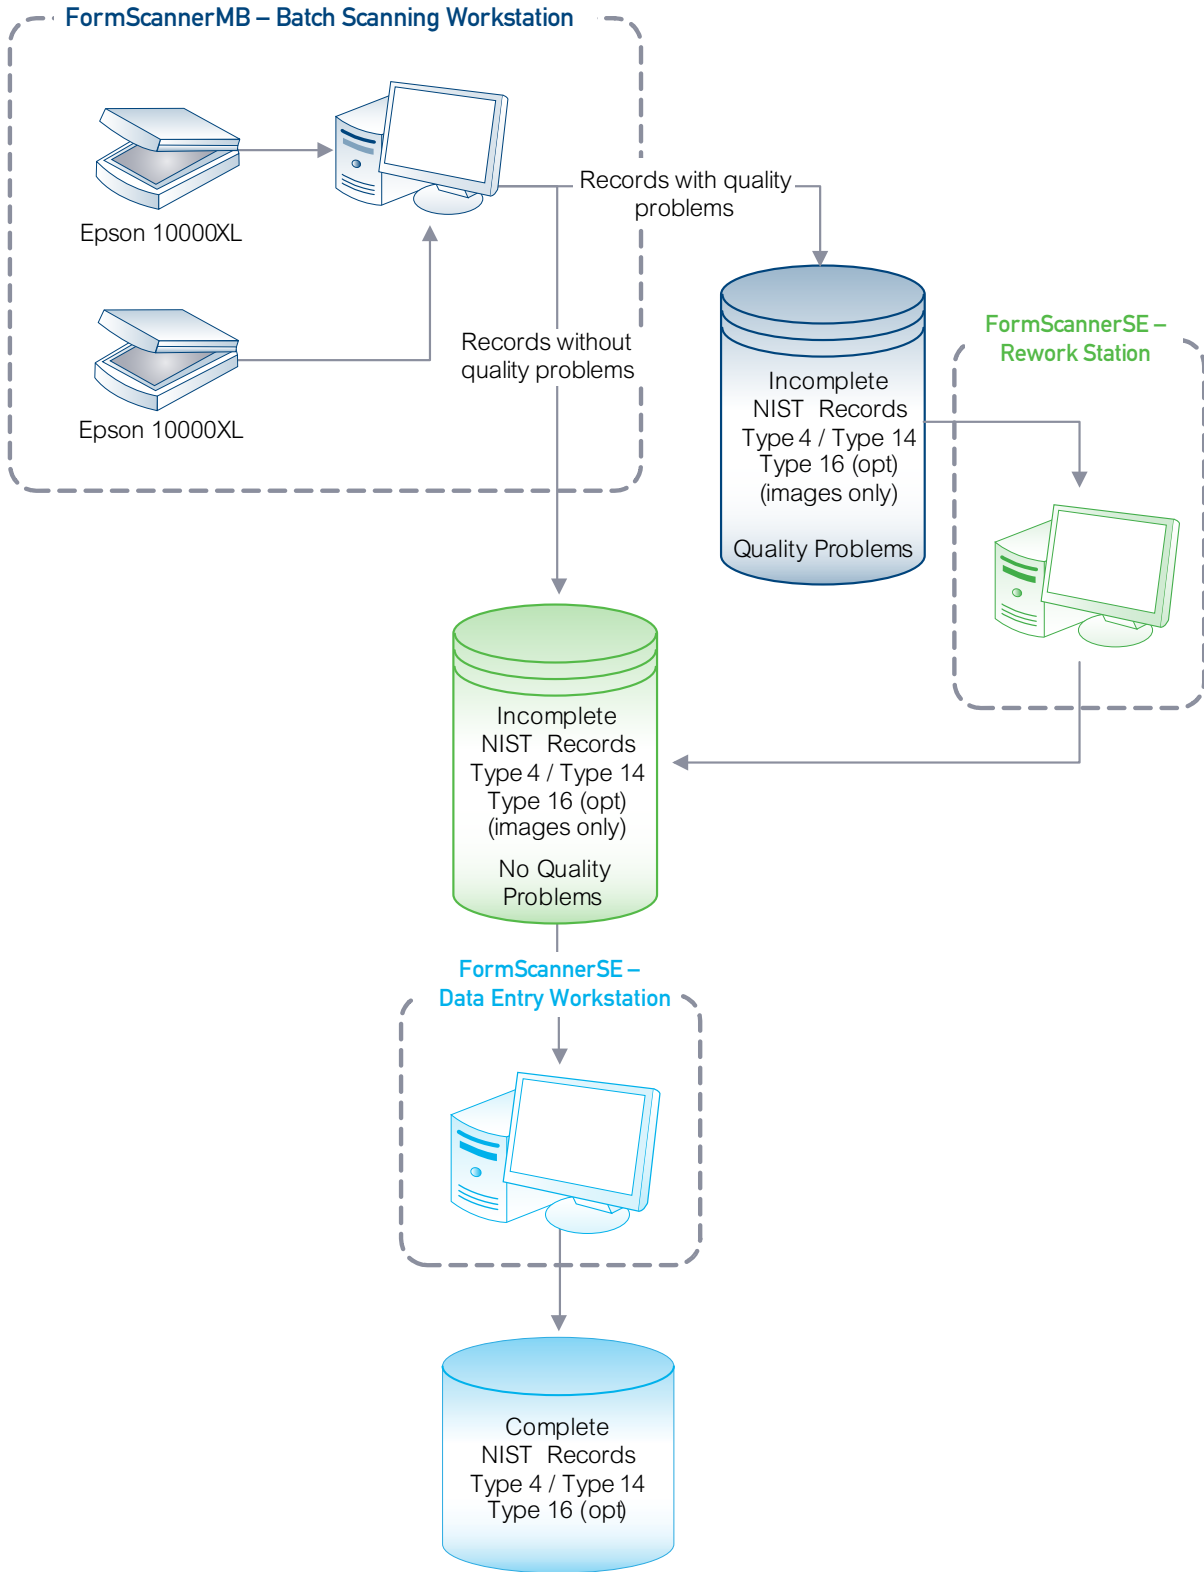 FormScannerMB – Batch Scanning Workstation
Epson 10000XL
Epson 10000XL
Records with quality
problems
Records without
quality problems
Incomplete
NIST Records
Type 4 / Type 14
Type 16 (opt)
(images only)
Quality Problems
FormScannerSE –
Rework Station
Incomplete
NIST Records
Type 4 / Type 14
Type 16 (opt)
(images only)
No Quality
Problems
FormScannerSE –
Data Entry Workstation
Complete
NIST Records
Type 4 / Type 14
Type 16 (opt)